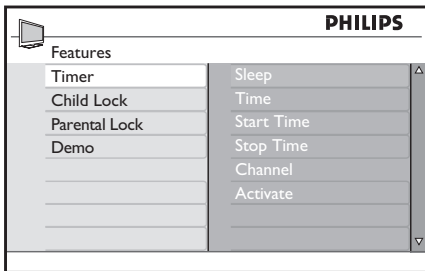 PHILIPS
Features
Timer
Child Lock
Parental Lock
Demo
Sleep
Time
Start Time
Stop Time
Channel
Activate